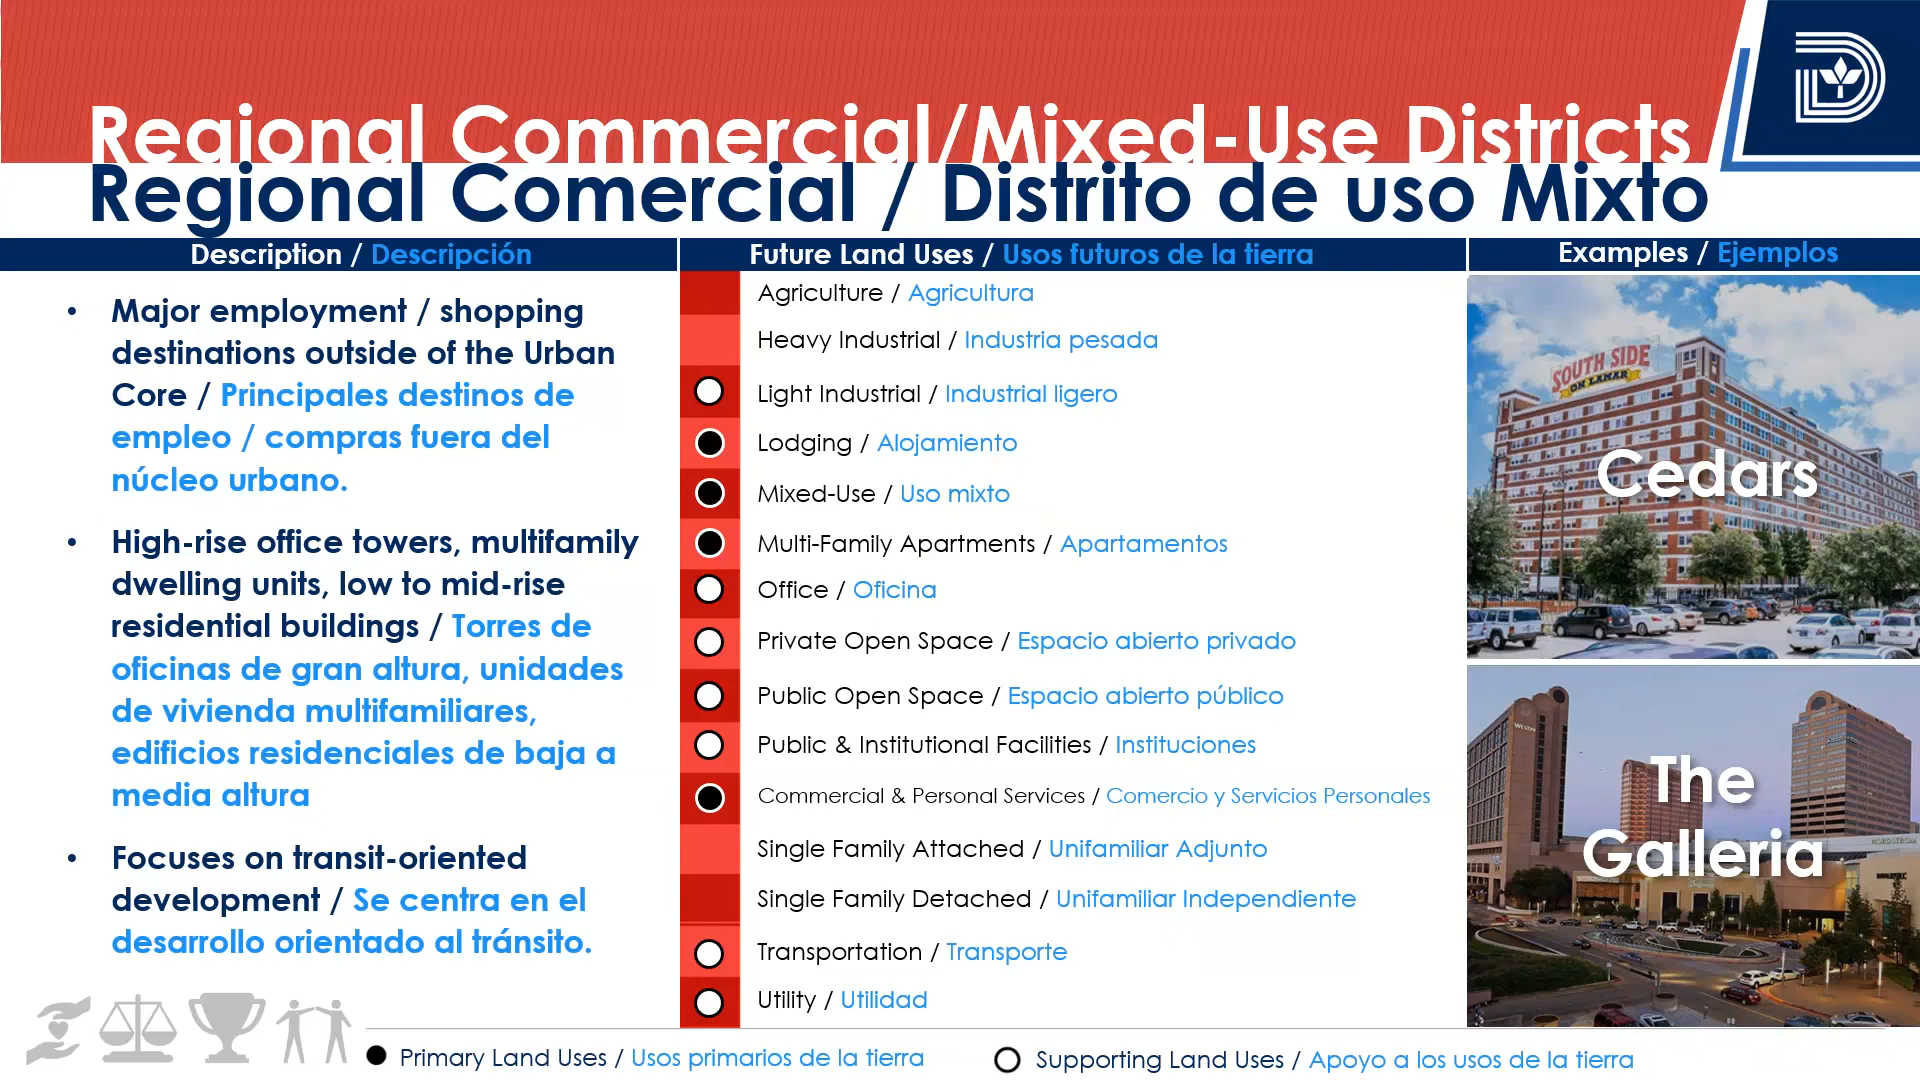 Regional Commercial/Mixed-Use Districts
Regional Comercial / Distrito de uso Mixto
Description / Descripción
Future Land Uses / Usos futuros de la tierra
Examples / Ejemplos
• Major employment / shopping
destinations outside of the Urban
Core / Principales destinos de
empleo / compras fuera del
núcleo urbano.
• High-rise office towers, multifamily
dwelling units, low to mid-rise
residential buildings / Torres de
oficinas de gran altura, unidades
de vivienda multifamiliares,
edificios residenciales de baja a
media altura
• Focuses on transit-oriented
development / Se centra en el
desarrollo orientado al tránsito.
Agriculture / Agricultura
Heavy Industrial / Industria pesada
Light Industrial / Industrial ligero
Lodging / Alojamiento
Mixed-Use / Uso mixto
Multi-Family Apartments / Apartamentos
Office / Oficina
Private Open Space / Espacio abierto privado
Public Open Space / Espacio abierto público
Public & Institutional Facilities / Instituciones
Commercial & Personal Services / Comercio y Servicios Personales
Single Family Attached / Unifamiliar Adjunto
Single Family Detached / Unifamiliar Independiente
Transportation / Transporte
Utility / Utilidad
SOUTH SIDE
ON LAMAR
Cedars
WESTIN
The
Galleria
NORDSTROM
Primary Land Uses / Usos primarios de la tierra
Supporting Land Uses / Apoyo a los usos de la tierra